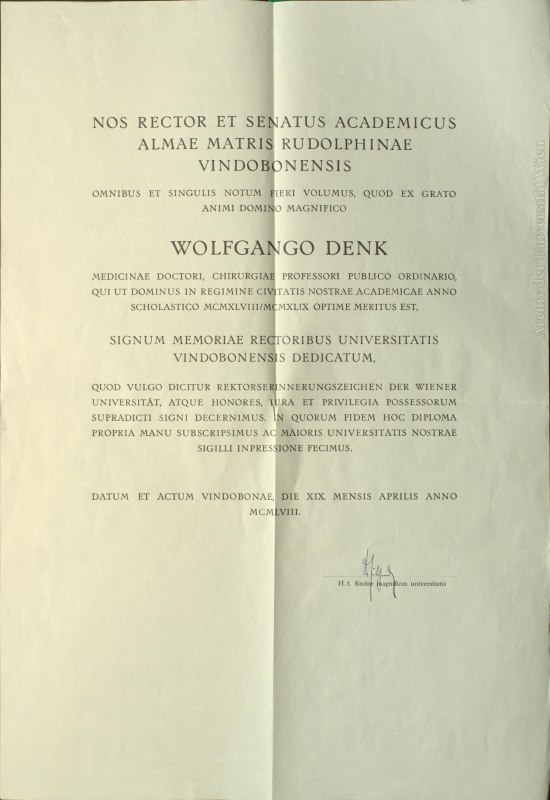 NOS RECTOR ET SENATUS ACADEMICUS
ALMAE MATRIS RUDOLPHINAE
VINDOBONENSIS
OMNIBUS ET SINGULIS NOTUM FIERI VOLUMUS, QUOD EX GRATO
ANIMI DOMINO MAGNIFICO
WOLFGANGO DENK
MEDICINAE DOCTORI, CHIRURGIAE PROFESSORI PUBLICO ORDINARIO,
QUI UT DOMINUS IN REGIMINE CIVITATIS NOSTRAE ACADEMICAE ANNO
SCHOLASTICO MCMXLVIII/MCMXLIX OPTIME MERITUS EST,
SIGNUM MEMORIAE RECTORIBUS UNIVERSITATIS
VINDOBONENSIS DEDICATUM,
QUOD VULGO DICITUR REKTORSERINNERUNGSZEICHEN DER WIENER
UNIVERSITÄT, ATQUE HONORES, IURA ET PRIVILEGIA POSSESSORUM
SUPRADICTI SIGNI DECERNIMUS. IN QUORUM FIDEM HOC DIPLOMA
PROPRIA MANU SUBSCRIPSIMUS AC MAIORIS UNIVERSITATIS NOSTRAE
SIGILLI INPRESSIONE FECIMUS.
DATUM ET ACTUM VINDOBONAE, DIE XIX. MENSIS APRILIS ANNO
MCMLVIII.
H. t. Rector magnificus universitatis
Archiv der Universität Wien